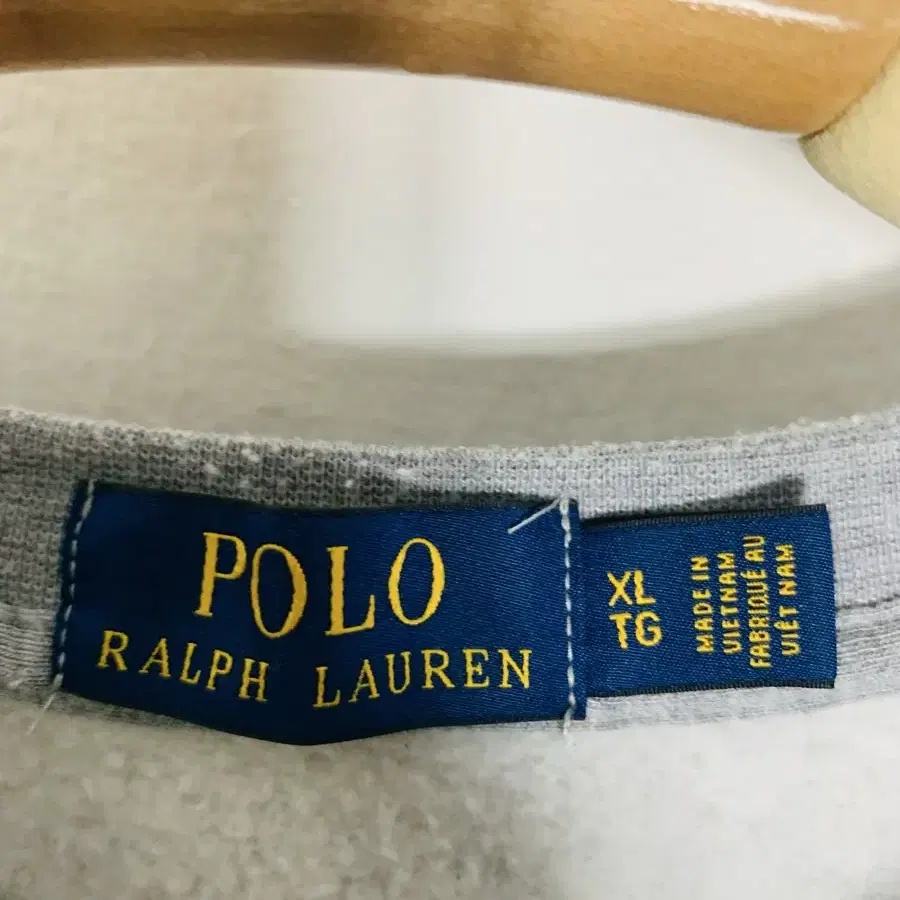 POLO
RALPH LAUREN
XL
TG
MADE IN
VIETNAM
FABRIQUÉ AU
VIÊT NAM